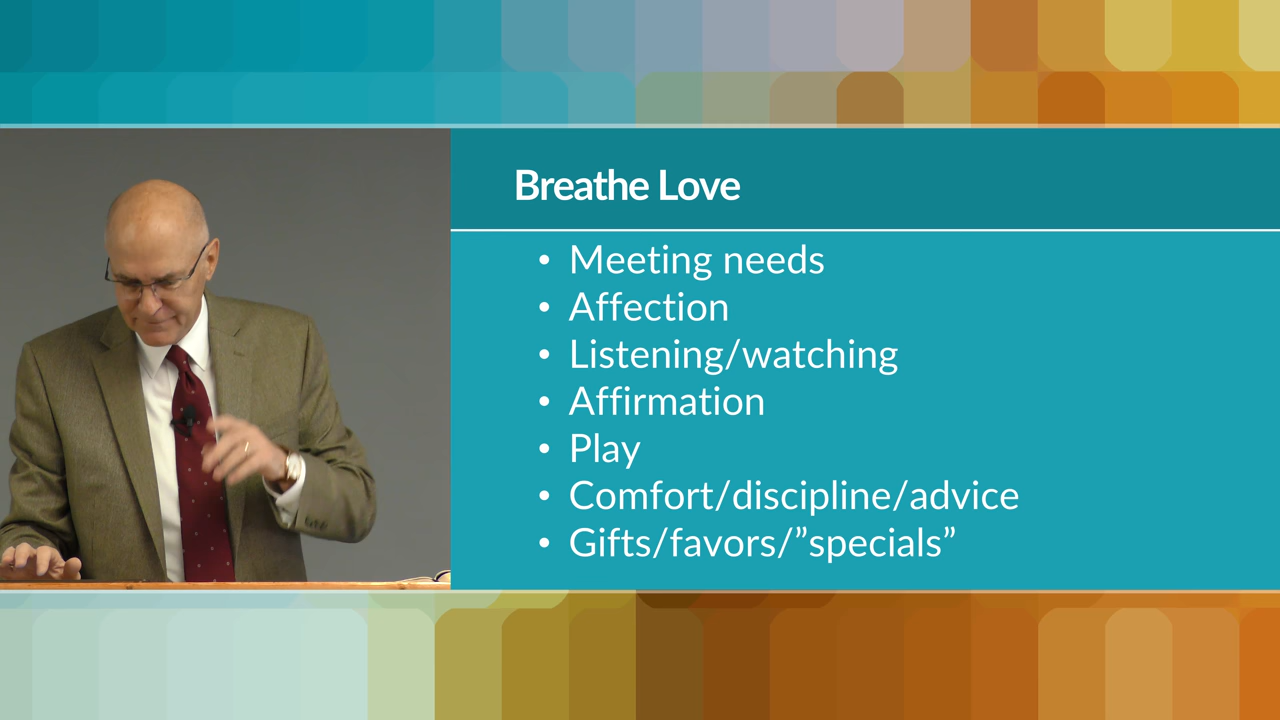 Breathe Love
• Meeting needs
• Affection
• Listening/watching
• Affirmation
• Play
• Comfort/discipline/advice
• Gifts/favors/”specials”